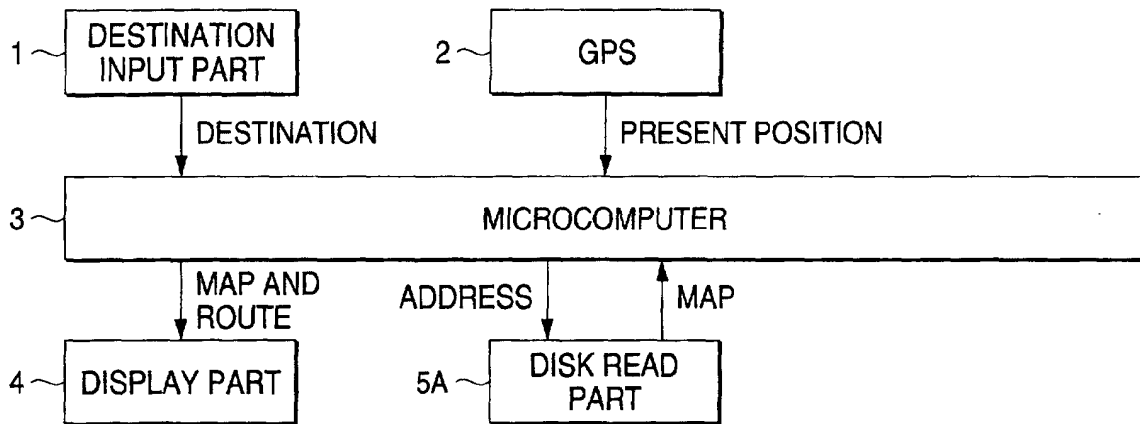 1
DESTINATION
INPUT PART
2
GPS
DESTINATION
PRESENT POSITION
3
MICROCOMPUTER
MAP AND
ROUTE
ADDRESS
MAP
4
DISPLAY PART
5A
DISK READ
PART